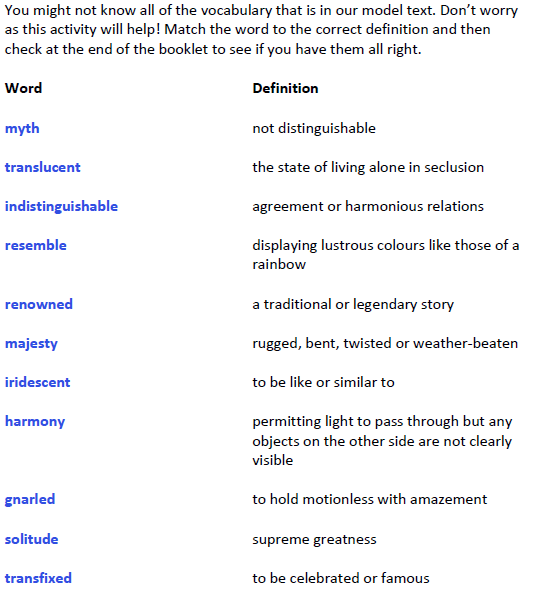 You might not know all of the vocabulary that is in our model text. Don't worry
as this activity will help! Match the word to the correct definition and then
check at the end of the booklet to see if you have them all right.
Word Definition
myth not distinguishable
translucent the state of living alone in seclusion
indistinguishable agreement or harmonious relations
resemble displaying lustrous colours like those of a
rainbow
renowned a traditional or legendary story
majesty rugged, bent, twisted or weather-beaten
iridescent to be like or similar to
harmony permitting light to pass through but any
objects on the other side are not clearly
visible
gnarled to hold motionless with amazement
solitude supreme greatness
transfixed to be celebrated or famous